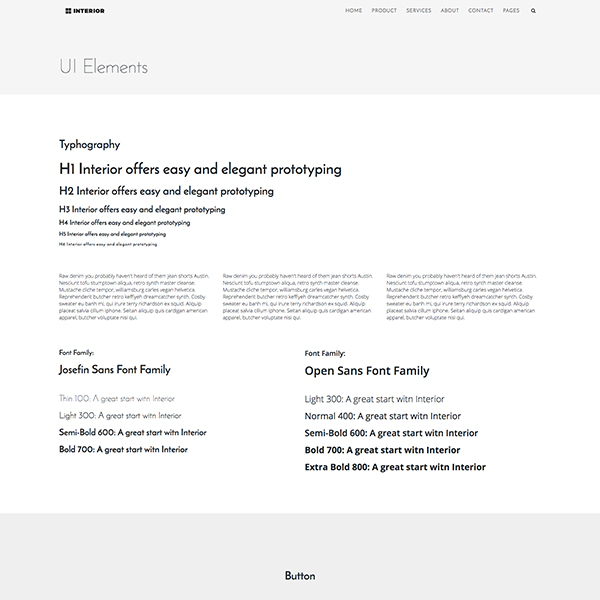 INTERIOR
HOME PRODUCT SERVICES ABOUT CONTACT PAGES
UI Elements
Typhography
H1 Interior offers easy and elegant prototyping
H2 Interior offers easy and elegant prototyping
H3 Interior offers easy and elegant prototyping
H4 Interior offers easy and elegant prototyping
H5 Interior offers easy and elegant prototyping
H6 Interior offers easy and elegant prototyping
Raw denim you probably haven't heard of them jean shorts Austin.
Nesciunt tofu stumptown aliqua, retro synth master cleanse.
Mustache cliche tempor, williamsburg carles vegan helvetica.
Reprehenderit butcher retro keffiyeh dreamcatcher synth. Cosby
sweater eu banh mi, qui irure terry richardson ex squid. Aliquip
placeat salvia cillum iphone. Seitan aliquip quis cardigan american
apparel, butcher voluptate nisi qui.
Raw denim you probably haven't heard of them jean shorts Austin.
Nesciunt tofu stumptown aliqua, retro synth master cleanse.
Mustache cliche tempor, williamsburg carles vegan helvetica.
Reprehenderit butcher retro keffiyeh dreamcatcher synth. Cosby
sweater eu banh mi, qui irure terry richardson ex squid. Aliquip
placeat salvia cillum iphone. Seitan aliquip quis cardigan american
apparel, butcher voluptate nisi qui.
Raw denim you probably haven't heard of them jean shorts Austin.
Nesciunt tofu stumptown aliqua, retro synth master cleanse.
Mustache cliche tempor, williamsburg carles vegan helvetica.
Reprehenderit butcher retro keffiyeh dreamcatcher synth. Cosby
sweater eu banh mi, qui irure terry richardson ex squid. Aliquip
placeat salvia cillum iphone. Seitan aliquip quis cardigan american
apparel, butcher voluptate nisi qui.
Font Family:
Josefin Sans Font Family
Thin 100: A great start witn Interior
Light 300: A great start witn Interior
Semi-Bold 600: A great start witn Interior
Bold 700: A great start witn Interior
Font Family:
Open Sans Font Family
Light 300: A great start witn Interior
Normal 400: A great start witn Interior
Semi-Bold 600: A great start witn Interior
Bold 700: A great start witn Interior
Extra Bold 800: A great start witn Interior
Button